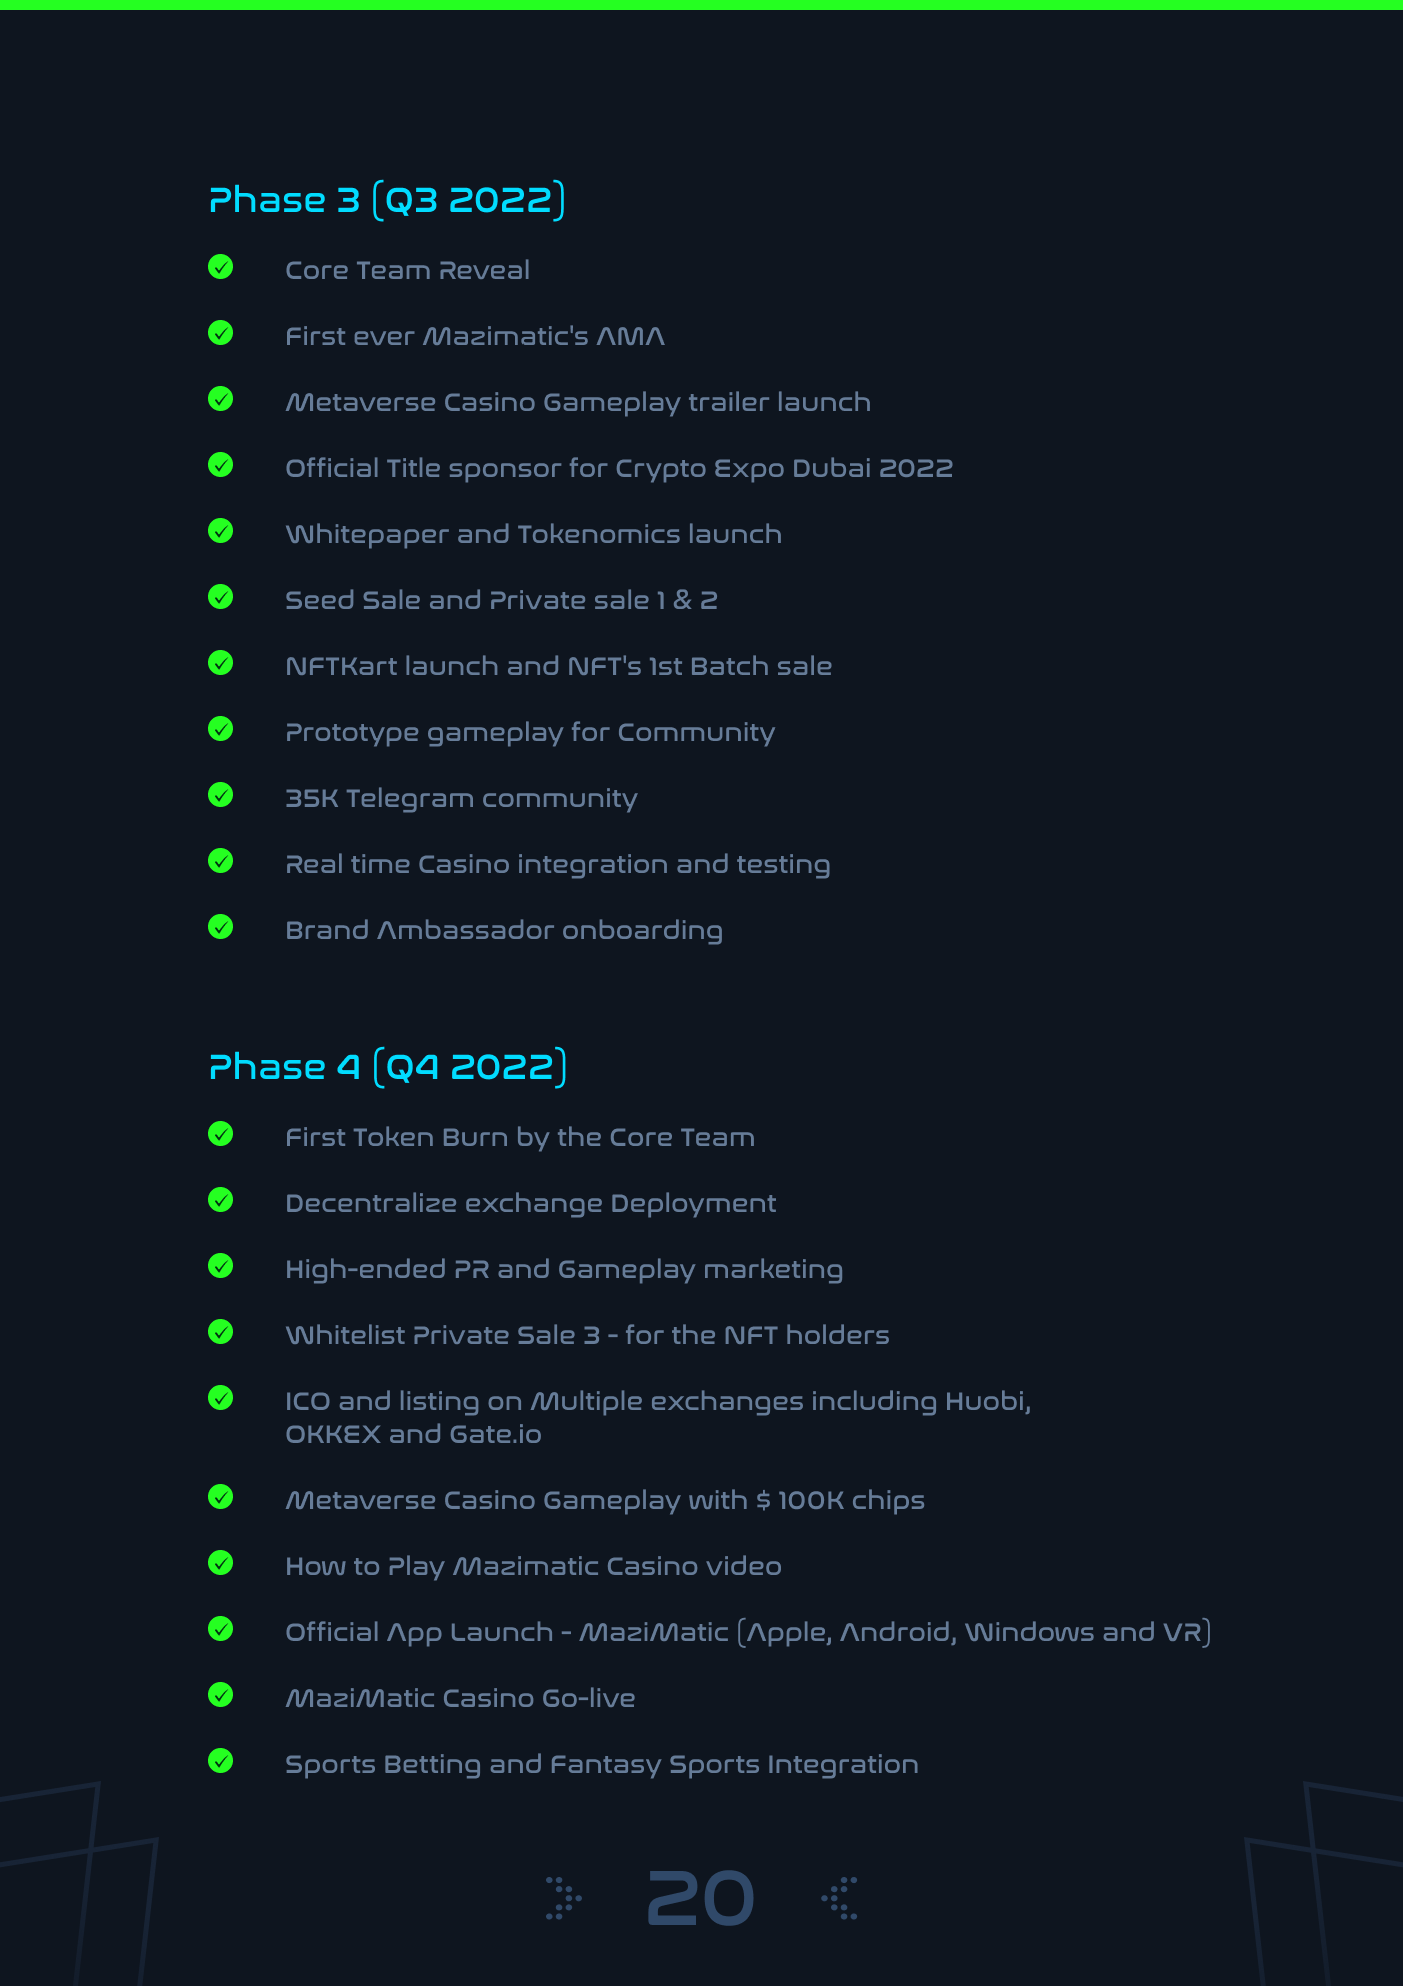 Phase 3 (Q3 2022)
Core Team Reveal
First ever Mazimatic's AMA
Metaverse Casino Gameplay trailer launch
Official Title sponsor for Crypto Expo Dubai 2022
Whitepaper and Tokenomics launch
Seed Sale and Private sale 1 & 2
NFTKart launch and NFT's 1st Batch sale
Prototype gameplay for Community
35K Telegram community
Real time Casino integration and testing
Brand Ambassador onboarding
Phase 4 (Q4 2022)
First Token Burn by the Core Team
Decentralize exchange Deployment
High-ended PR and Gameplay marketing
Whitelist Private Sale 3 - for the NFT holders
ICO and listing on Multiple exchanges including Huobi,
OKKEX and Gate.io
Metaverse Casino Gameplay with $ 100K chips
How to Play Mazimatic Casino video
Official App Launch - MaziMatic (Apple, Android, Windows and VR)
MaziMatic Casino Go-live
Sports Betting and Fantasy Sports Integration
20